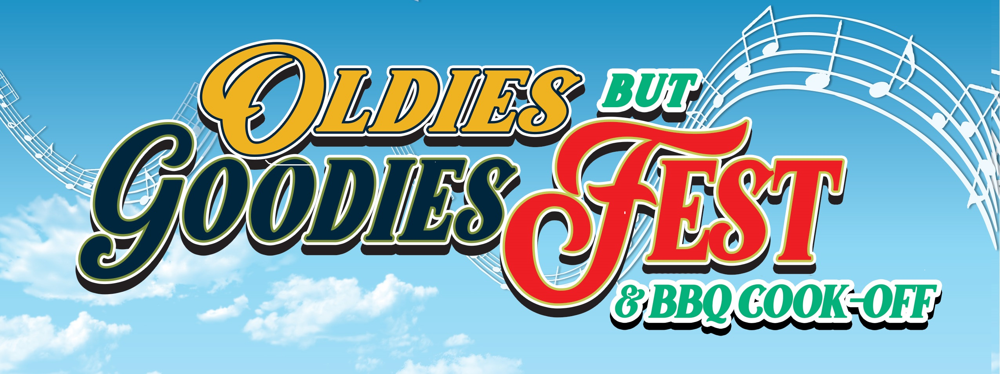 OLDIES BUT
GOODIES FEST
& BBQ COOK-OFF